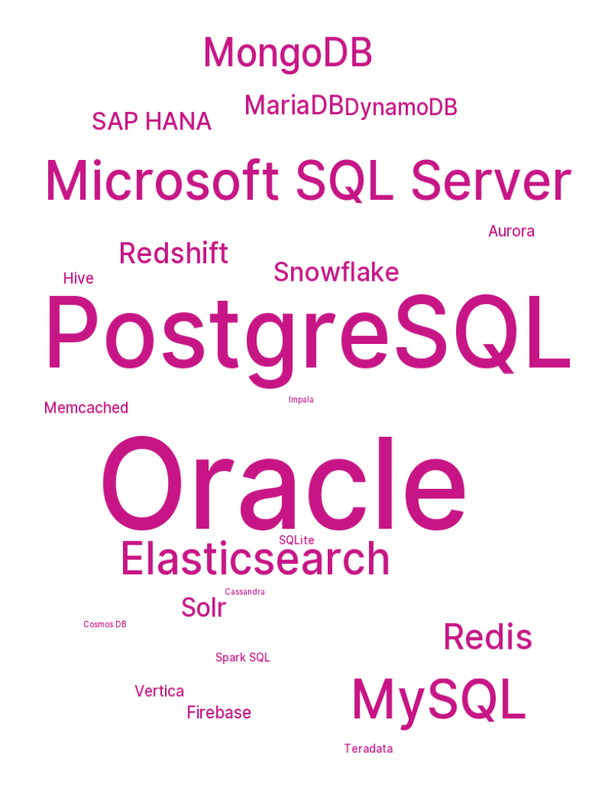 MongoDB
MariaDB
DynamoDB
SAP HANA
Microsoft SQL Server
Aurora
Redshift
Snowflake
Hive
PostgreSQL
Impala
Memcached
Oracle
SQLite
Elasticsearch
Cassandra
Solr
Cosmos DB
Redis
Spark SQL
Vertica
MySQL
Firebase
Teradata